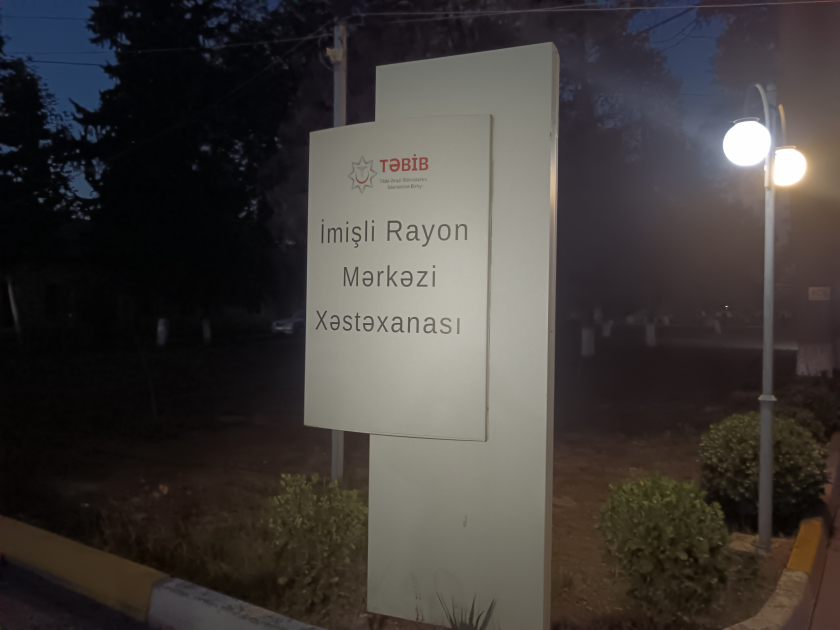 TƏBİB
İmişli Rayon
Mərkəzi
Xəstəxanası